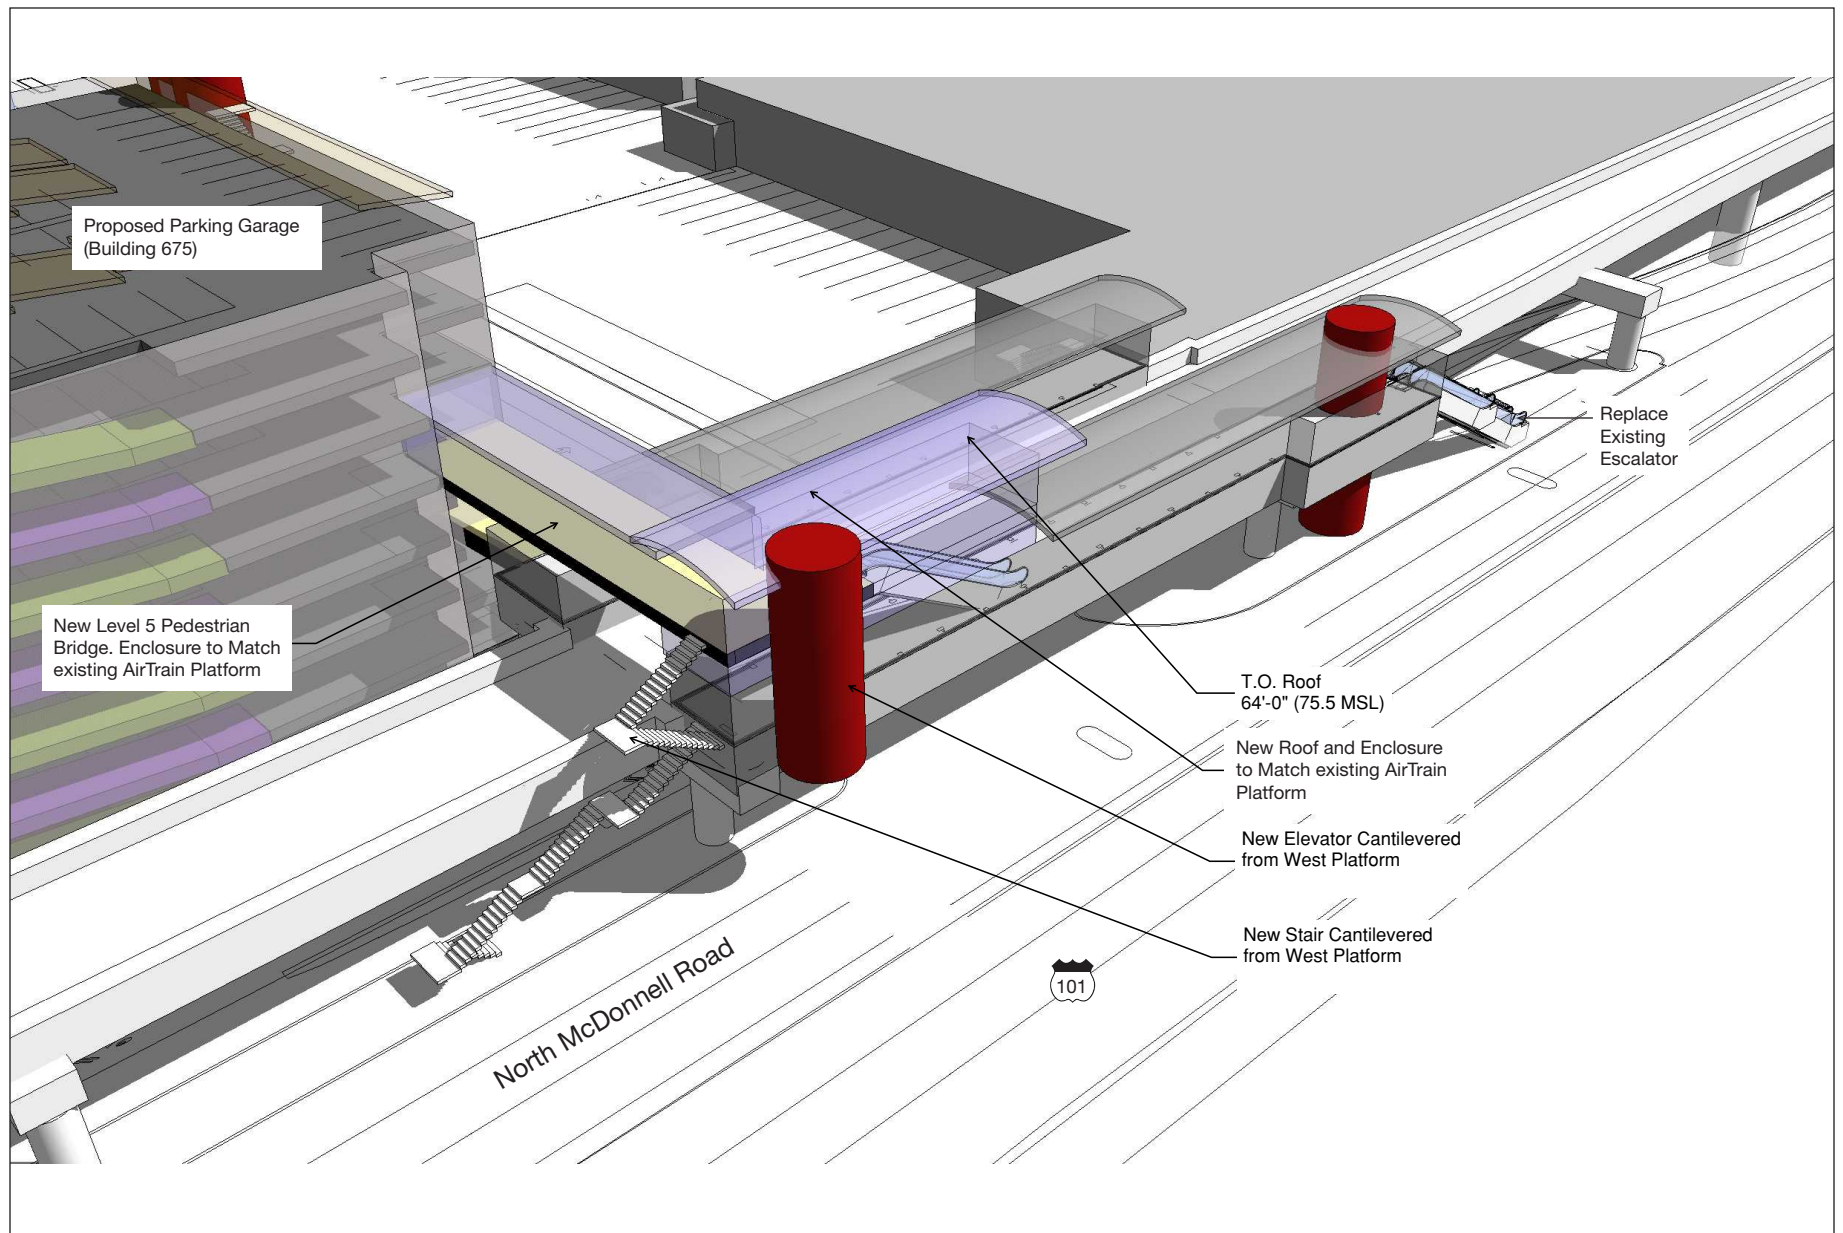 Proposed Parking Garage
(Building 675)
Replace
Existing
Escalator
New Level 5 Pedestrian
Bridge. Enclosure to Match
existing AirTrain Platform
T.O. Roof
64'-0" (75.5 MSL)
New Roof and Enclosure
to Match existing AirTrain
Platform
New Elevator Cantilevered
from West Platform
New Stair Cantilevered
from West Platform
North McDonnell Road
101